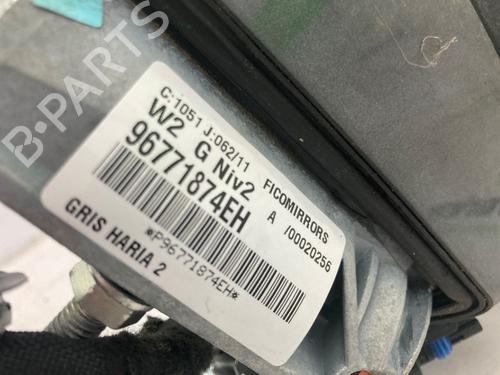 C:1051 J:062/11 FICOMIRRORS
W2 G Niv2 A /00020256
96771874EH
*P96771874EH*
GRIS HARIA 2
B-PARTS